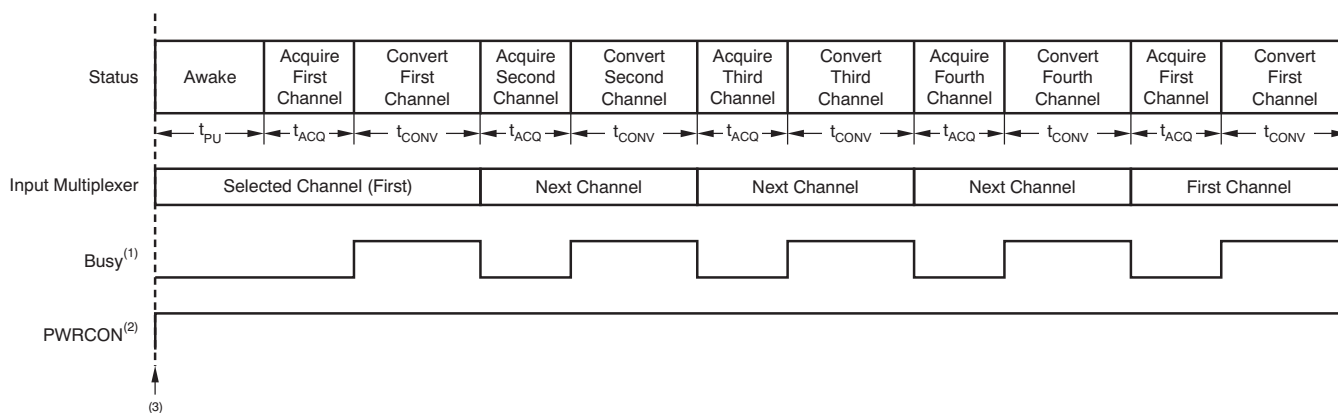 Status
Awake
Acquire
First
Channel
Convert
First
Channel
Acquire
Second
Channel
Convert
Second
Channel
Acquire
Third
Channel
Convert
Third
Channel
Acquire
Fourth
Channel
Convert
Fourth
Channel
Acquire
First
Channel
Convert
First
Channel
tPU
tACQ
tCONV
tACQ
tCONV
tACQ
tCONV
tACQ
tCONV
tACQ
tCONV
Input Multiplexer
Selected Channel (First)
Next Channel
Next Channel
Next Channel
First Channel
Busy(1)
PWRCON(2)
(3)